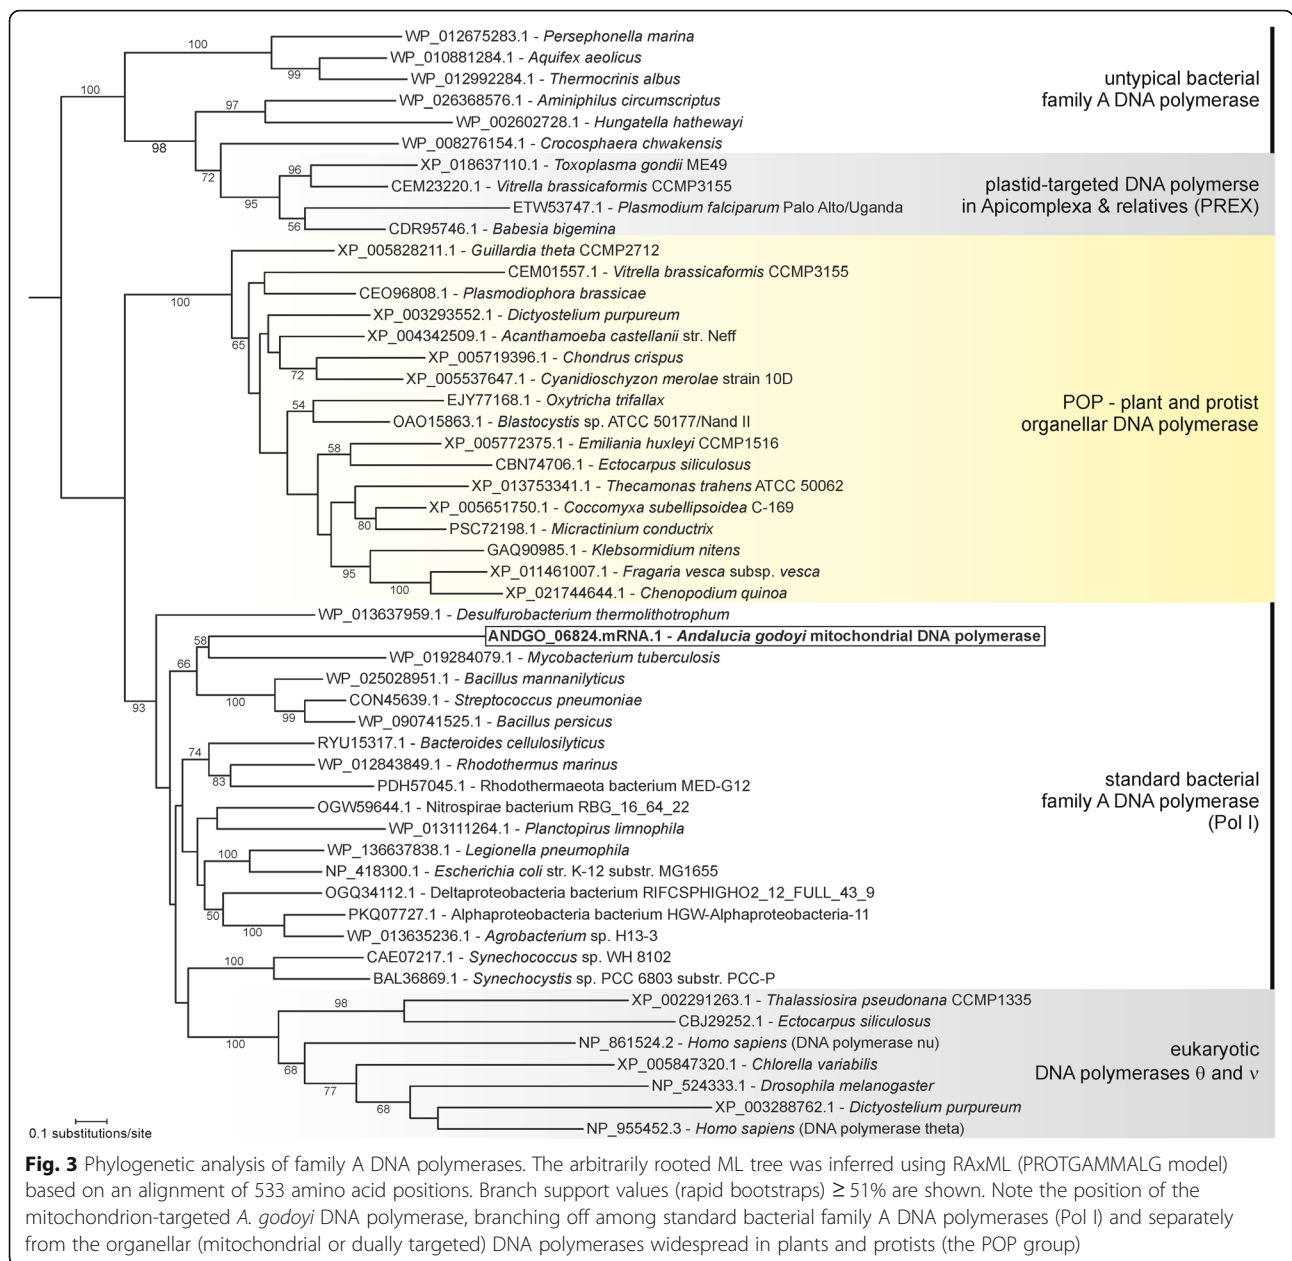 100
WP_012675283.1 - Persephonella marina
WP_010881284.1 - Aquifex aeolicus
99
WP_012992284.1 - Thermocrinis albus
100
97
WP_026368576.1 - Aminiphilus circumscriptus
WP_002602728.1 - Hungatella hathewayi
98
WP_008276154.1 - Crocosphaera chwakensis
untypical bacterial
family A DNA polymerase
72
96
XP_018637110.1 - Toxoplasma gondii ME49
CEM23220.1 - Vitrella brassicaformis CCMP3155
95
ETW53747.1 - Plasmodium falciparum Palo Alto/Uganda
56
CDR95746.1 - Babesia bigemina
plastid-targeted DNA polymerse
in Apicomplexa & relatives (PREX)
XP_005828211.1 - Guillardia theta CCMP2712
CEM01557.1 - Vitrella brassicaformis CCMP3155
100
CEO96808.1 - Plasmodiophora brassicae
XP_003293552.1 - Dictyostelium purpureum
65
XP_004342509.1 - Acanthamoeba castellanii str. Neff
XP_005719396.1 - Chondrus crispus
72
XP_005537647.1 - Cyanidioschyzon merolae strain 10D
54
EJY77168.1 - Oxytricha trifallax
OAO15863.1 - Blastocystis sp. ATCC 50177/Nand II
58
XP_005772375.1 - Emiliania huxleyi CCMP1516
CBN74706.1 - Ectocarpus siliculosus
XP_013753341.1 - Thecamonas trahens ATCC 50062
XP_005651750.1 - Coccomyxa subellipsoidea C-169
80
PSC72198.1 - Micractinium conductrix
GAQ90985.1 - Klebsormidium nitens
95
XP_011461007.1 - Fragaria vesca subsp. vesca
100
XP_021744644.1 - Chenopodium quinoa
POP - plant and protist
organellar DNA polymerase
WP_013637959.1 - Desulfurobacterium thermolithotrophum
58
ANDGO_06824.mRNA.1 - Andalucia godoyi mitochondrial DNA polymerase
66
WP_019284079.1 - Mycobacterium tuberculosis
WP_025028951.1 - Bacillus mannanilyticus
100
CON45639.1 - Streptococcus pneumoniae
93
99
WP_090741525.1 - Bacillus persicus
RYU15317.1 - Bacteroides cellulosilyticus
74
WP_012843849.1 - Rhodothermus marinus
83
PDH57045.1 - Rhodothermaeota bacterium MED-G12
OGW59644.1 - Nitrospirae bacterium RBG_16_64_22
WP_013111264.1 - Planctopirus limnophila
100
WP_136637838.1 - Legionella pneumophila
NP_418300.1 - Escherichia coli str. K-12 substr. MG1655
OGQ34112.1 - Deltaproteobacteria bacterium RIFCSPHIGHO2_12_FULL_43_9
50
PKQ07727.1 - Alphaproteobacteria bacterium HGW-Alphaproteobacteria-11
100
WP_013635236.1 - Agrobacterium sp. H13-3
100
CAE07217.1 - Synechococcus sp. WH 8102
BAL36869.1 - Synechocystis sp. PCC 6803 substr. PCC-P
standard bacterial
family A DNA polymerase
(Pol I)
98
XP_002291263.1 - Thalassiosira pseudonana CCMP1335
CBJ29252.1 - Ectocarpus siliculosus
100
NP_861524.2 - Homo sapiens (DNA polymerase nu)
68
XP_005847320.1 - Chlorella variabilis
77
NP_524333.1 - Drosophila melanogaster
68
XP_003288762.1 - Dictyostelium purpureum
NP_955452.3 - Homo sapiens (DNA polymerase theta)
eukaryotic
DNA polymerases θ and ν
0.1 substitutions/site
Fig. 3 Phylogenetic analysis of family A DNA polymerases. The arbitrarily rooted ML tree was inferred using RAxML (PROTGAMMALG model)
based on an alignment of 533 amino acid positions. Branch support values (rapid bootstraps) ≥ 51% are shown. Note the position of the
mitochondrion-targeted A. godoyi DNA polymerase, branching off among standard bacterial family A DNA polymerases (Pol I) and separately
from the organellar (mitochondrial or dually targeted) DNA polymerases widespread in plants and protists (the POP group)